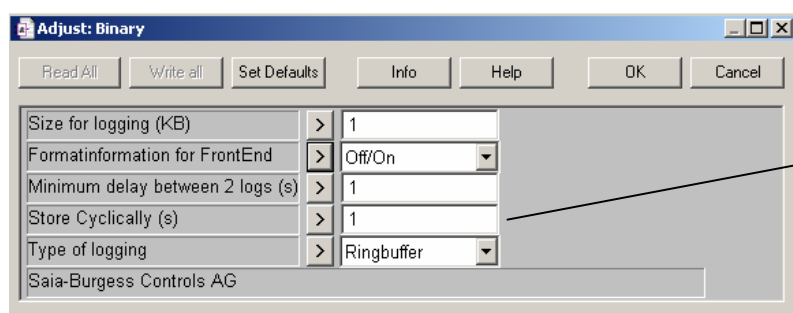 Adjust: Binary
Read All Write all Set Defaults Info Help OK Cancel
Size for logging (KB) > 1
Formatinformation for FrontEnd > Off/On
Minimum delay between 2 logs (s) > 1
Store Cyclically (s) > 1
Type of logging > Ringbuffer
Saia-Burgess Controls AG